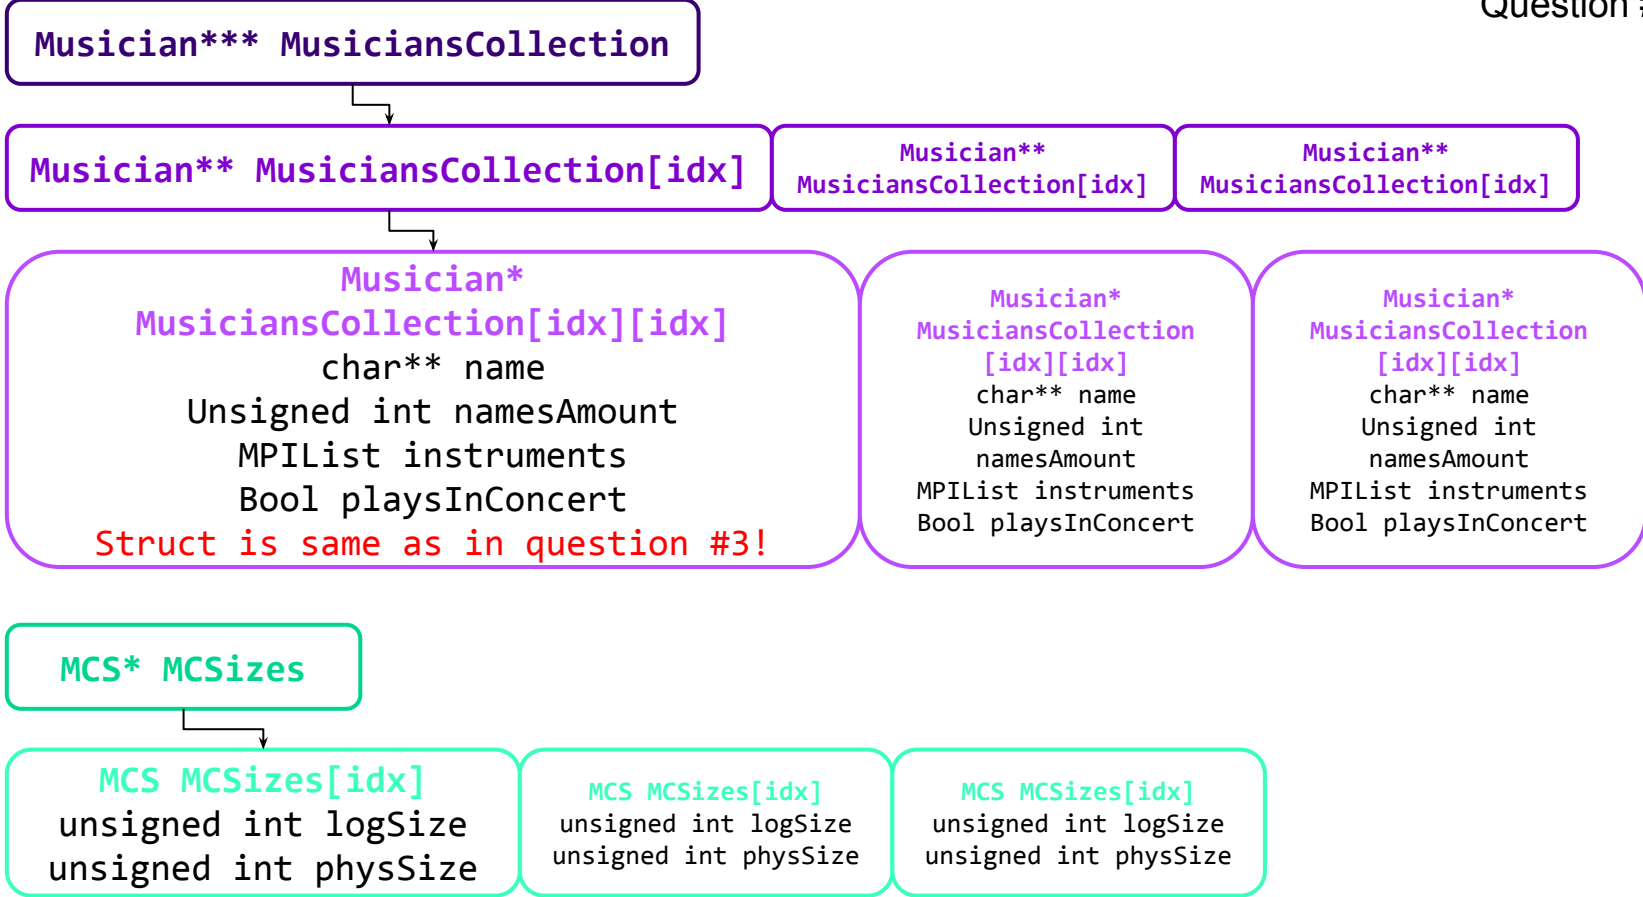 Question #
Musician*** MusiciansCollection
Musician** MusiciansCollection[idx]
Musician**
MusiciansCollection[idx]
Musician**
MusiciansCollection[idx]
Musician*
MusiciansCollection[idx][idx]
char** name
Unsigned int namesAmount
MPIList instruments
Bool playsInConcert
Struct is same as in question #3!
Musician*
MusiciansCollection
[idx][idx]
char** name
Unsigned int
namesAmount
MPIList instruments
Bool playsInConcert
Musician*
MusiciansCollection
[idx][idx]
char** name
Unsigned int
namesAmount
MPIList instruments
Bool playsInConcert
MCS* MCSizes
MCS MCSizes[idx]
unsigned int logSize
unsigned int physSize
MCS MCSizes[idx]
unsigned int logSize
unsigned int physSize
MCS MCSizes[idx]
unsigned int logSize
unsigned int physSize